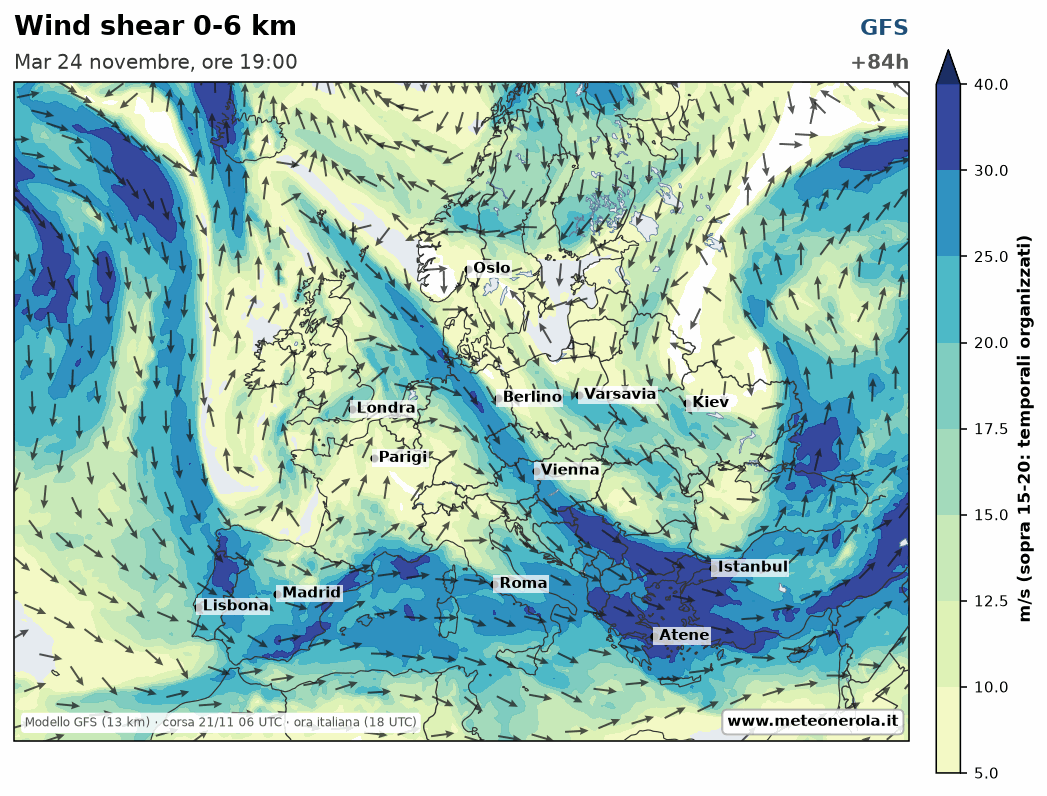 Wind shear 0-6 km
GFS
Mar 24 novembre, ore 19:00
+84h
40.0
30.0
25.0
20.0
17.5
15.0
12.5
10.0
5.0
m/s (sopra 15-20: temporali organizzati)
Oslo
Berlino
Varsavia
Kiev
Londra
Parigi
Vienna
Istanbul
Roma
Madrid
Lisbona
Atene
Modello GFS (13 km) · corsa 21/11 06 UTC · ora italiana (18 UTC)
www.meteonerola.it